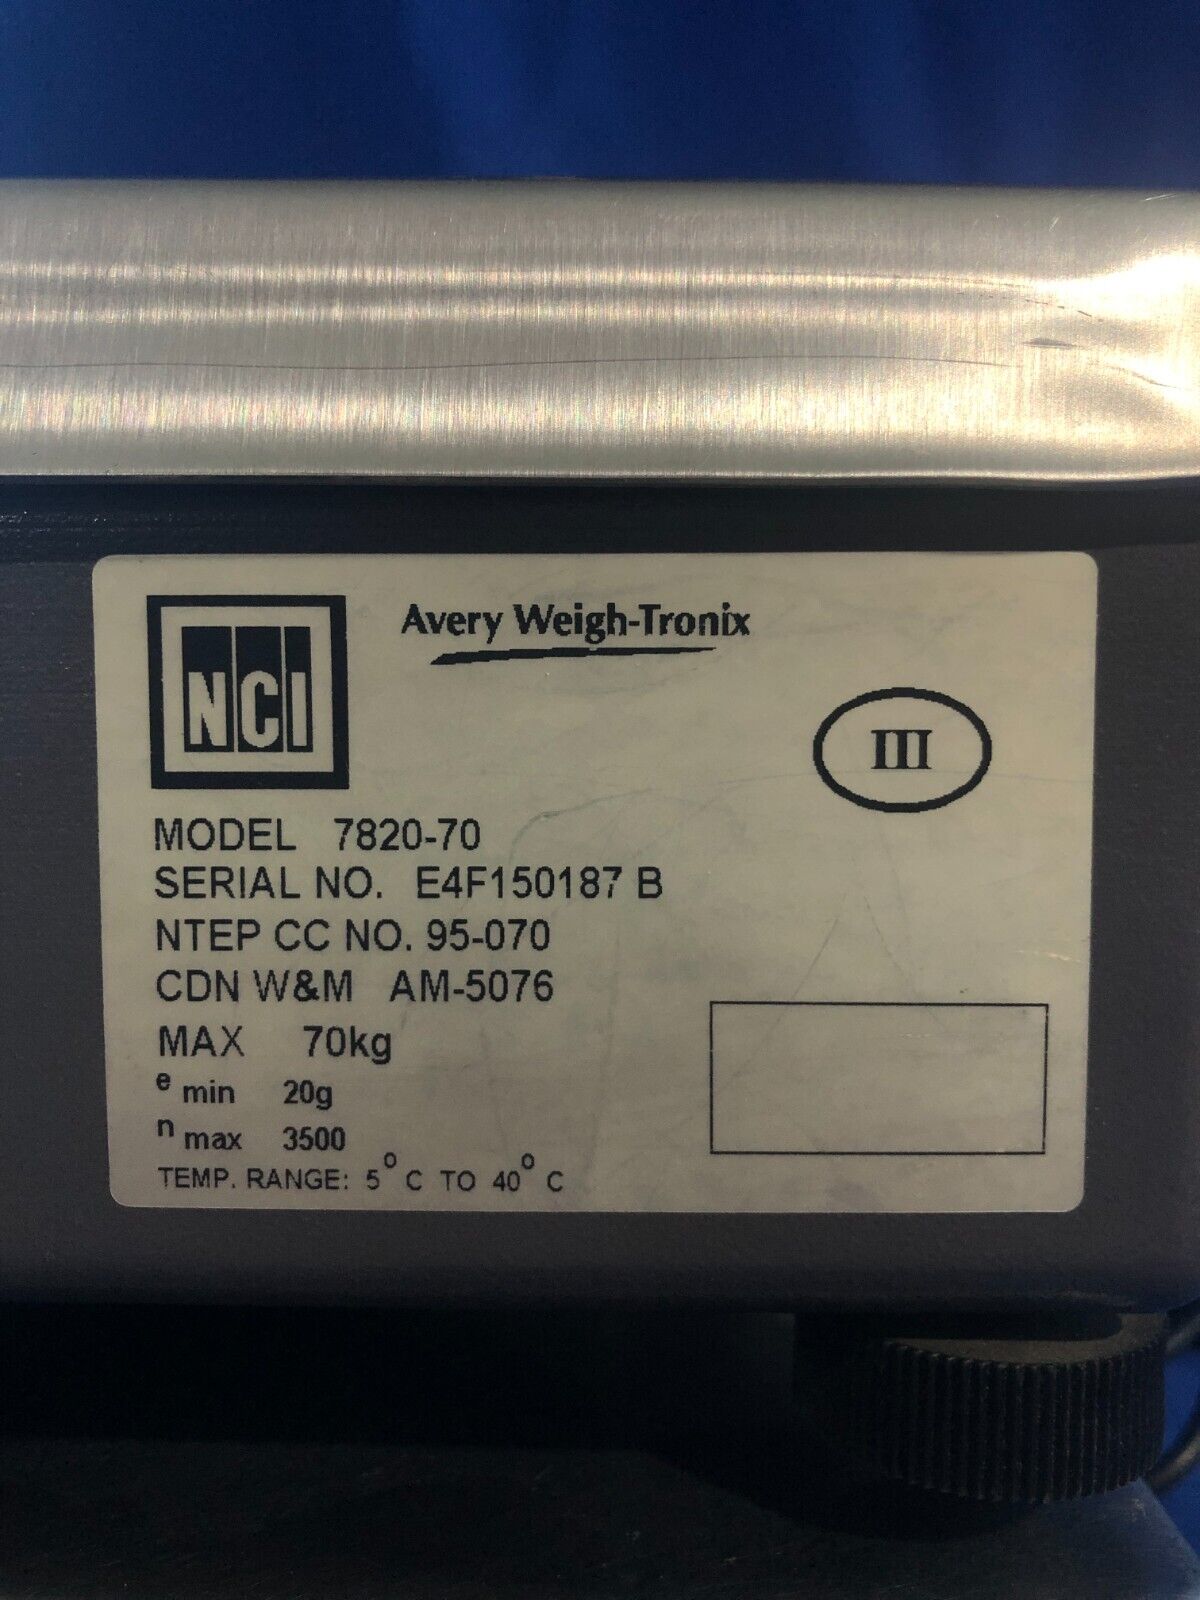 NCI
Avery Weigh-Tronix
III
MODEL 7820-70
SERIAL NO. E4F150187 B
NTEP CC NO. 95-070
CDN W&M AM-5076
MAX 70kg
e min 20g
n max 3500
TEMP. RANGE: 5° C TO 40° C